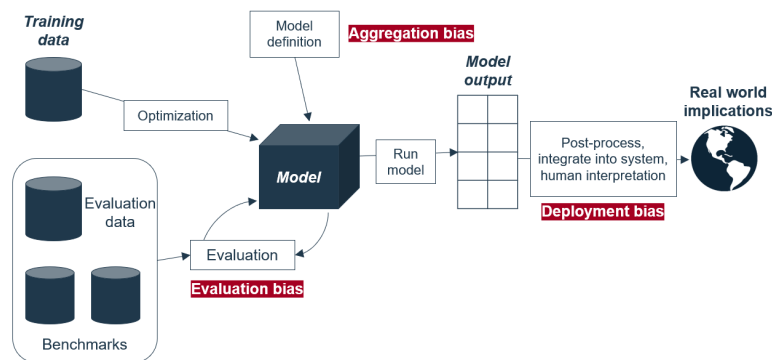 Training
data
Model
definition
Aggregation bias
Optimization
Model
output
Real world
implications
Model
Run
model
Post-process,
integrate into system,
human interpretation
Deployment bias
Evaluation
data
Evaluation
Evaluation bias
Benchmarks